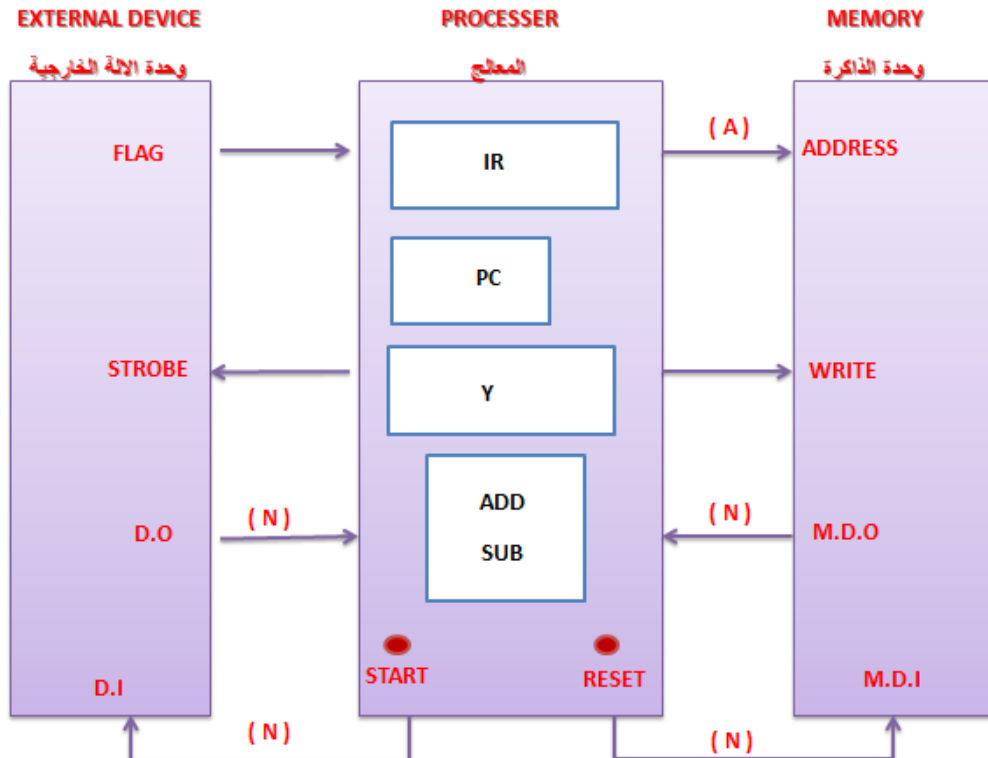 EXTERNAL DEVICE
وحدة الالة الخارجية
PROCESSER
المعالج
MEMORY
وحدة الذاكرة
FLAG
IR
( A )
ADDRESS
PC
STROBE
Y
WRITE
D.O
( N )
ADD
SUB
( N )
M.D.O
START
RESET
D.I
M.D.I
( N )
( N )